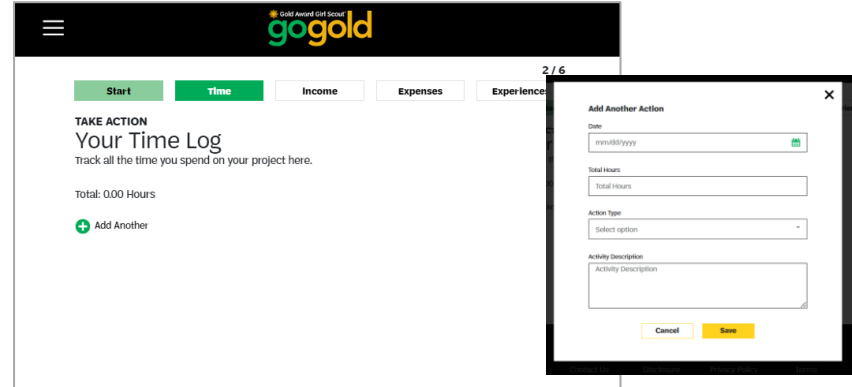 Gold Award Girl Scout
gogold
2 / 6
Start
Time
Income
Expenses
Experiences
TAKE ACTION
Your Time Log
Track all the time you spend on your project here.
Total: 0.00 Hours
Add Another
Add Another Action
Date
mm/dd/yyyy
Total Hours
Total Hours
Action Type
Select option
Activity Description
Activity Description
Cancel
Save
Contact Us
Disclosure
Privacy Policy
Terms